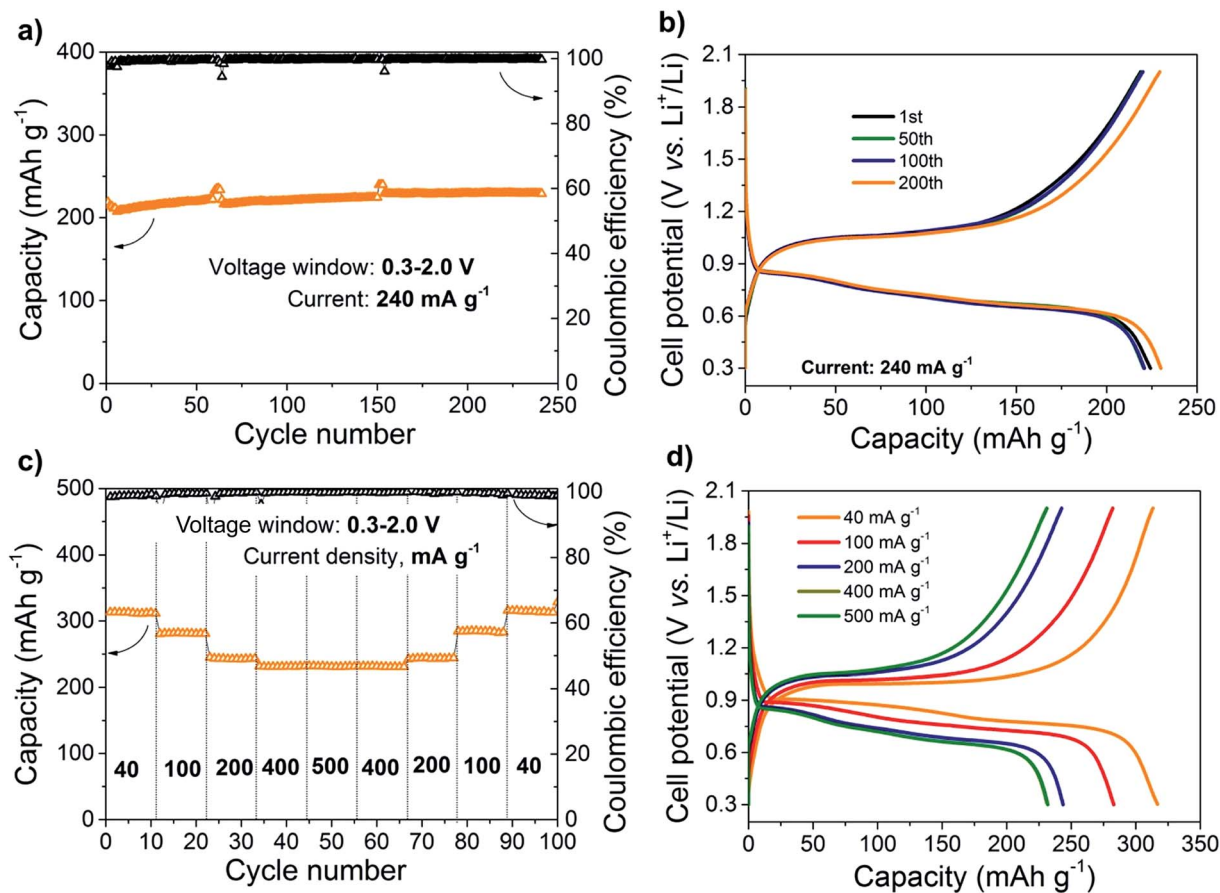 a)
400
300
200
100
0
Capacity (mAh g⁻¹)
100
80
60
40
20
0
Coulombic efficiency (%)
Voltage window: 0.3-2.0 V
Current: 240 mA g⁻¹
0 50 100 150 200 250
Cycle number
b)
2.1
1.8
1.5
1.2
0.9
0.6
0.3
Cell potential (V vs. Li⁺/Li)
1st
50th
100th
200th
Current: 240 mA g⁻¹
0 50 100 150 200 250
Capacity (mAh g⁻¹)
c)
500
400
300
200
100
0
Capacity (mAh g⁻¹)
100
80
60
40
20
0
Coulombic efficiency (%)
Voltage window: 0.3-2.0 V
Current density, mA g⁻¹
40 100 200 400 500 400 200 100 40
0 10 20 30 40 50 60 70 80 90 100
Cycle number
d)
2.1
1.8
1.5
1.2
0.9
0.6
0.3
Cell potential (V vs. Li⁺/Li)
40 mA g⁻¹
100 mA g⁻¹
200 mA g⁻¹
400 mA g⁻¹
500 mA g⁻¹
0 50 100 150 200 250 300 350
Capacity (mAh g⁻¹)